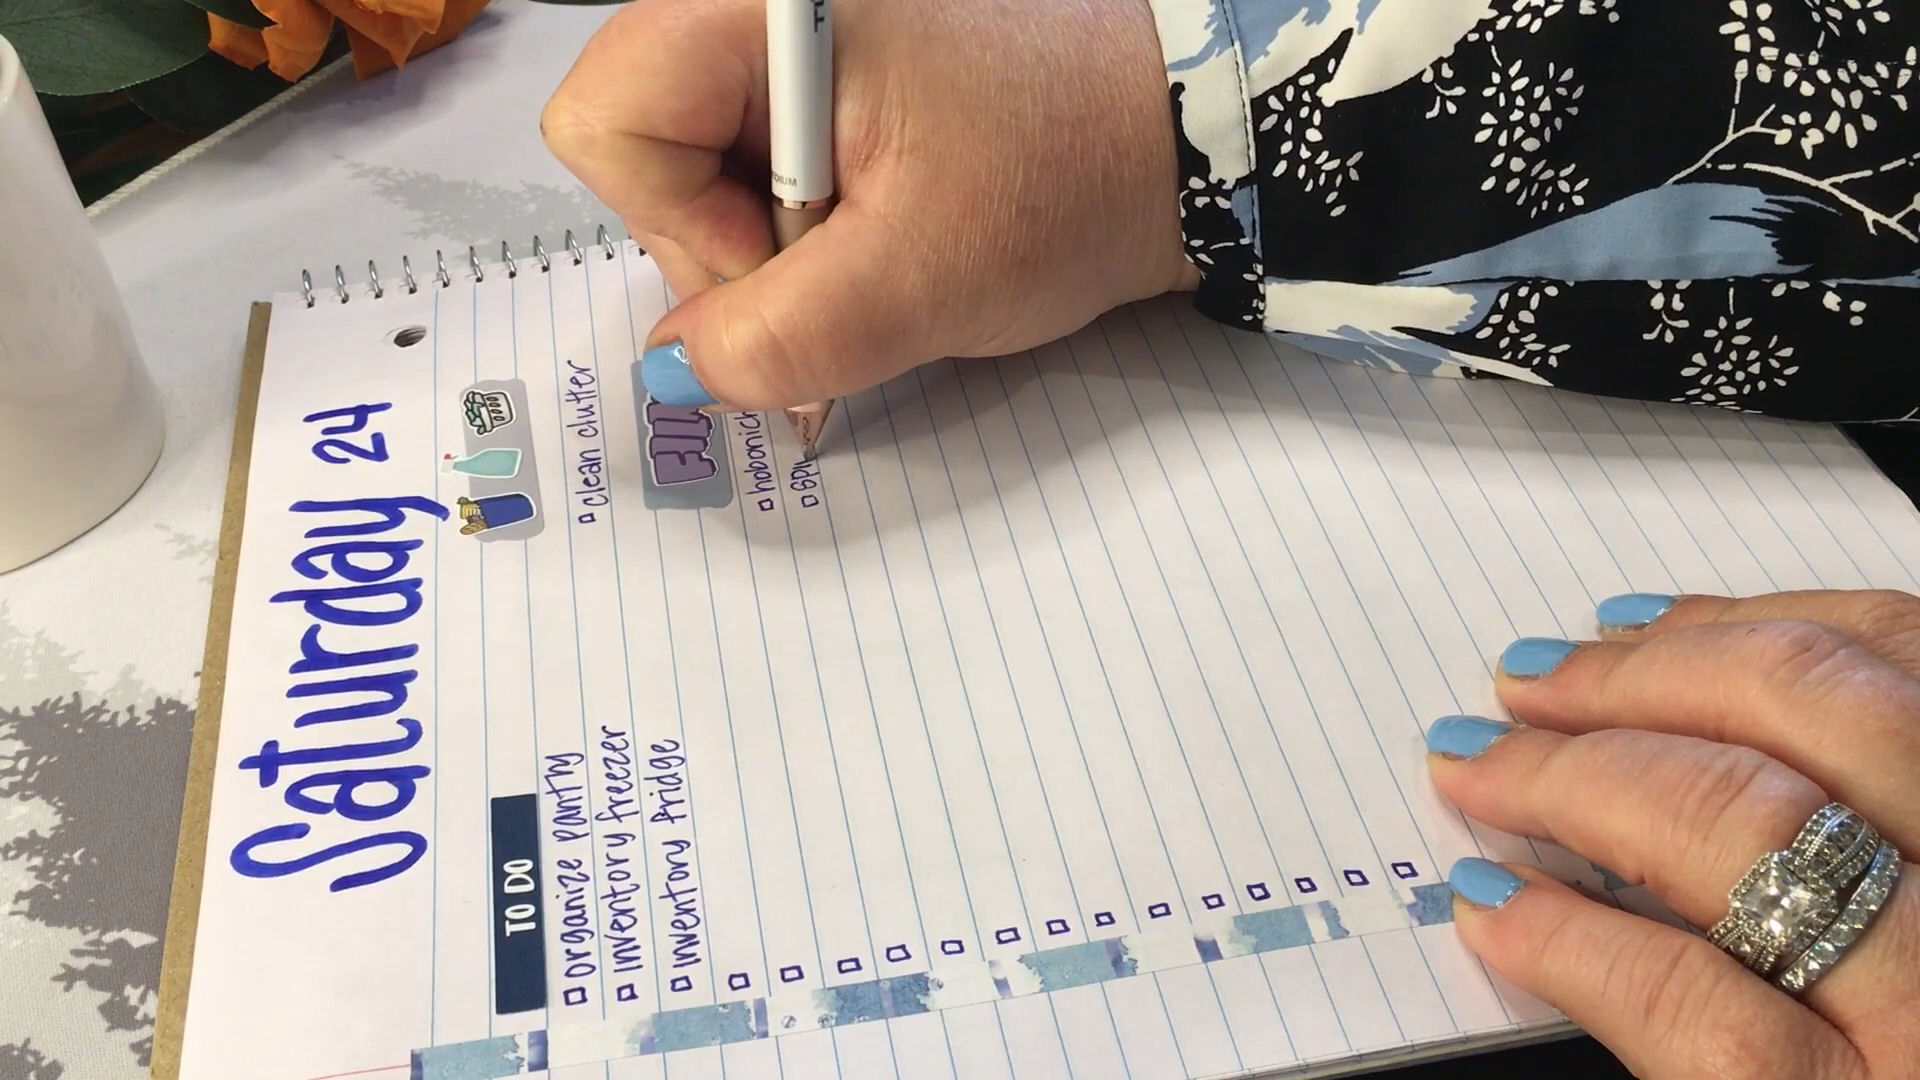 Saturday 24
TO DO
organize pantry
inventory freezer
inventory fridge
clean clutter